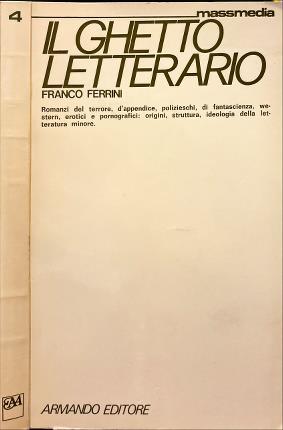 4
massmedia
IL GHETTO
LETTERARIO
FRANCO FERRINI
Romanzi del terrore, d'appendice, polizieschi, di fantascienza, we-
stern, erotici e pornografici: origini, struttura, ideologia della let-
teratura minore.
ARMANDO EDITORE